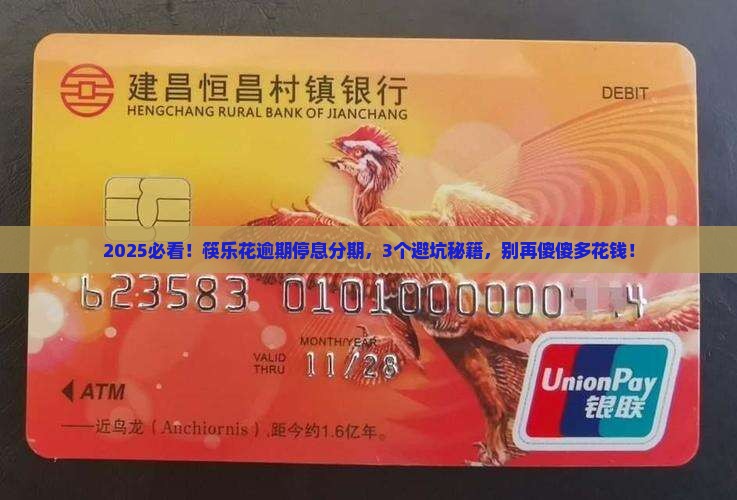 建昌恒昌村镇银行
HENGCHANG RURAL BANK OF JIANCHANG
DEBIT
2025必看！筷乐花逾期停息分期，3个避坑秘籍，别再傻傻多花钱！
623583 0101000000 4
MONTH/YEAR
VALID THRU 11/28
ATM
UnionPay
银联
——近鸟龙（Anchiornis）,距今约1.6亿年。